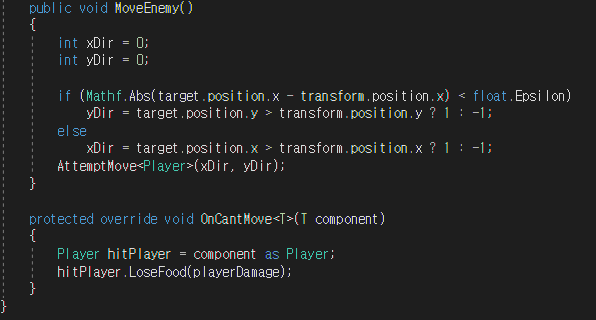 public void MoveEnemy()
{
int xDir = 0;
int yDir = 0;
if (Mathf.Abs(target.position.x - transform.position.x) < float.Epsilon)
yDir = target.position.y > transform.position.y ? 1 : -1;
else
xDir = target.position.x > transform.position.x ? 1 : -1;
AttemptMove<Player>(xDir, yDir);
}
protected override void OnCantMove<T>(T component)
{
Player hitPlayer = component as Player;
hitPlayer.LoseFood(playerDamage);
}
}